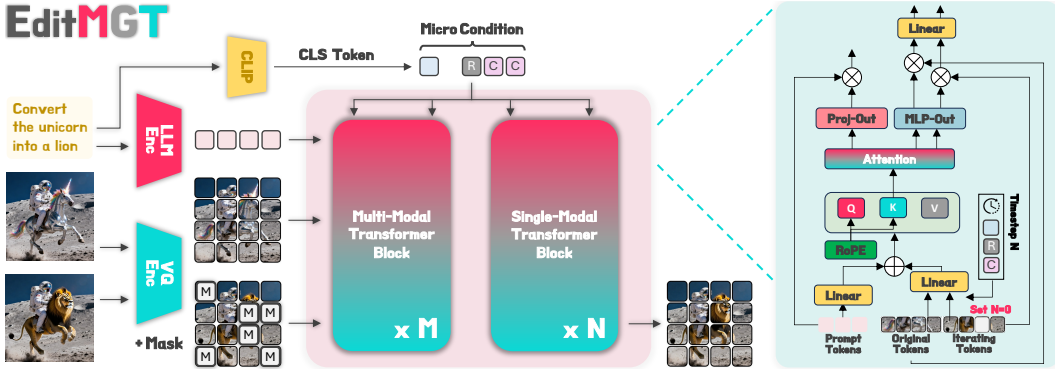 EditMGT
Convert
the unicorn
into a lion
CLIP
CLS Token
Micro Condition
R
C
C
LLM
Enc
VQ
Enc
+ Mask
M
M
M
M
M
M
Multi-Modal
Transformer
Block
x M
Single-Modal
Transformer
Block
x N
Linear
Proj-Out
MLP-Out
Attention
Q
K
V
RoPE
Timestep N
R
C
Linear
Linear
Set N=0
Prompt
Tokens
Original
Tokens
Iterating
Tokens